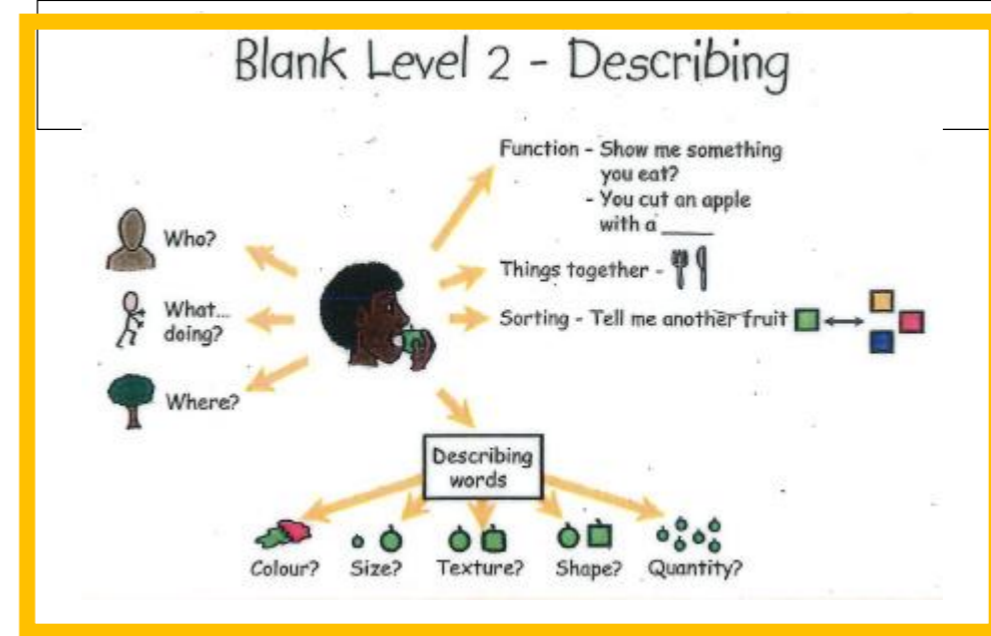 Blank Level 2 - Describing
Function - Show me something
you eat?
- You cut an apple
with a _____
Who?
Things together -
What...
doing?
Sorting - Tell me another fruit
Where?
Describing
words
Colour? Size? Texture? Shape? Quantity?